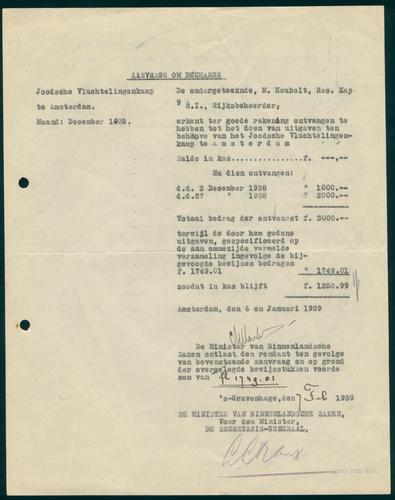 AANVRAGE OM DECHARGE
Joodsche Vluchtelingenkamp
te Amsterdam.
Maand: December 1938.
De ondergeteekende, M. Houbolt, Res. Kap
H.I., Rijksbeheerder,
erkent ter goede rekening ontvangen te
hebben tot het doen van uitgaven ten
behoeve van het Joodsche Vluchtelingen-
kamp te A m s t e r d a m
Saldo in kas............... f. ---,--
Na dien ontvangen:
d.d. 3 December 1938 " 1000,--
d.d.27 " 1938 " 2000.--
Totaal bedrag der ontvangst f. 3000.--
terwijl de door hem gedane
uitgaven, gespecificeerd op
de aan ommezijde vermelde
verzameling ingevolge de bij-
gevoegde bewijzen bedragen
f. 1749.01 " 1749.01
zoodat in kas blijft f. 1250.99
Amsterdam, den 6 en Januari 1939
De Minister van Binnenlandsche
Zaken ontlast den rendant ten gevolge
van bovenstaande aanvraag en op grond
der overgelegde bewijsstukken voorde
som van fl 1749.01
's-Gravenhage, den 7 Feb 1939
DE MINISTER VAN BINNENLANDSCHE ZAKEN,
Voor den Minister,
DE SECRETARIS-GENERAAL,